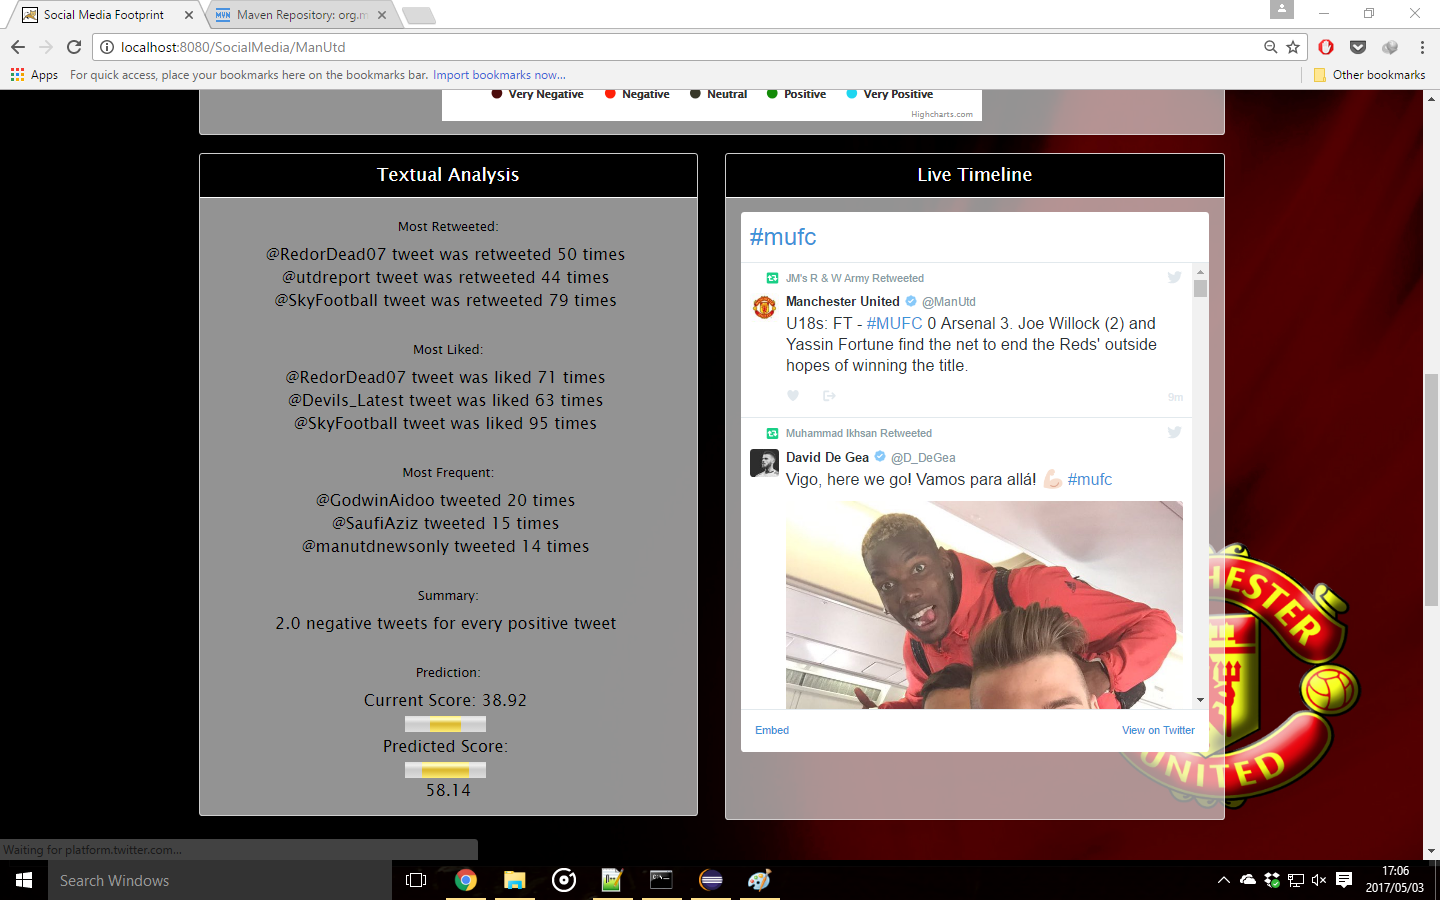 Social Media Footprint
Maven Repository: org.m
localhost:8080/SocialMedia/ManUtd
Apps
For quick access, place your bookmarks here on the bookmarks bar. Import bookmarks now...
Other bookmarks
Very Negative
Negative
Neutral
Positive
Very Positive
Highcharts.com
Textual Analysis
Most Retweeted:
@RedorDead07 tweet was retweeted 50 times
@utdreport tweet was retweeted 44 times
@SkyFootball tweet was retweeted 79 times
Most Liked:
@RedorDead07 tweet was liked 71 times
@Devils_Latest tweet was liked 63 times
@SkyFootball tweet was liked 95 times
Most Frequent:
@GodwinAidoo tweeted 20 times
@SaufiAziz tweeted 15 times
@manutdnewsonly tweeted 14 times
Summary:
2.0 negative tweets for every positive tweet
Prediction:
Current Score: 38.92
Predicted Score:
58.14
Live Timeline
#mufc
JM's R & W Army Retweeted
Manchester United @ManUtd
U18s: FT - #MUFC 0 Arsenal 3. Joe Willock (2) and
Yassin Fortune find the net to end the Reds' outside
hopes of winning the title.
9m
Muhammad Ikhsan Retweeted
David De Gea @D_DeGea
Vigo, here we go! Vamos para allá! 💪🏻 #mufc
Embed
View on Twitter
HESTER
UNITED
Waiting for platform.twitter.com...
Search Windows
17:06
2017/05/03